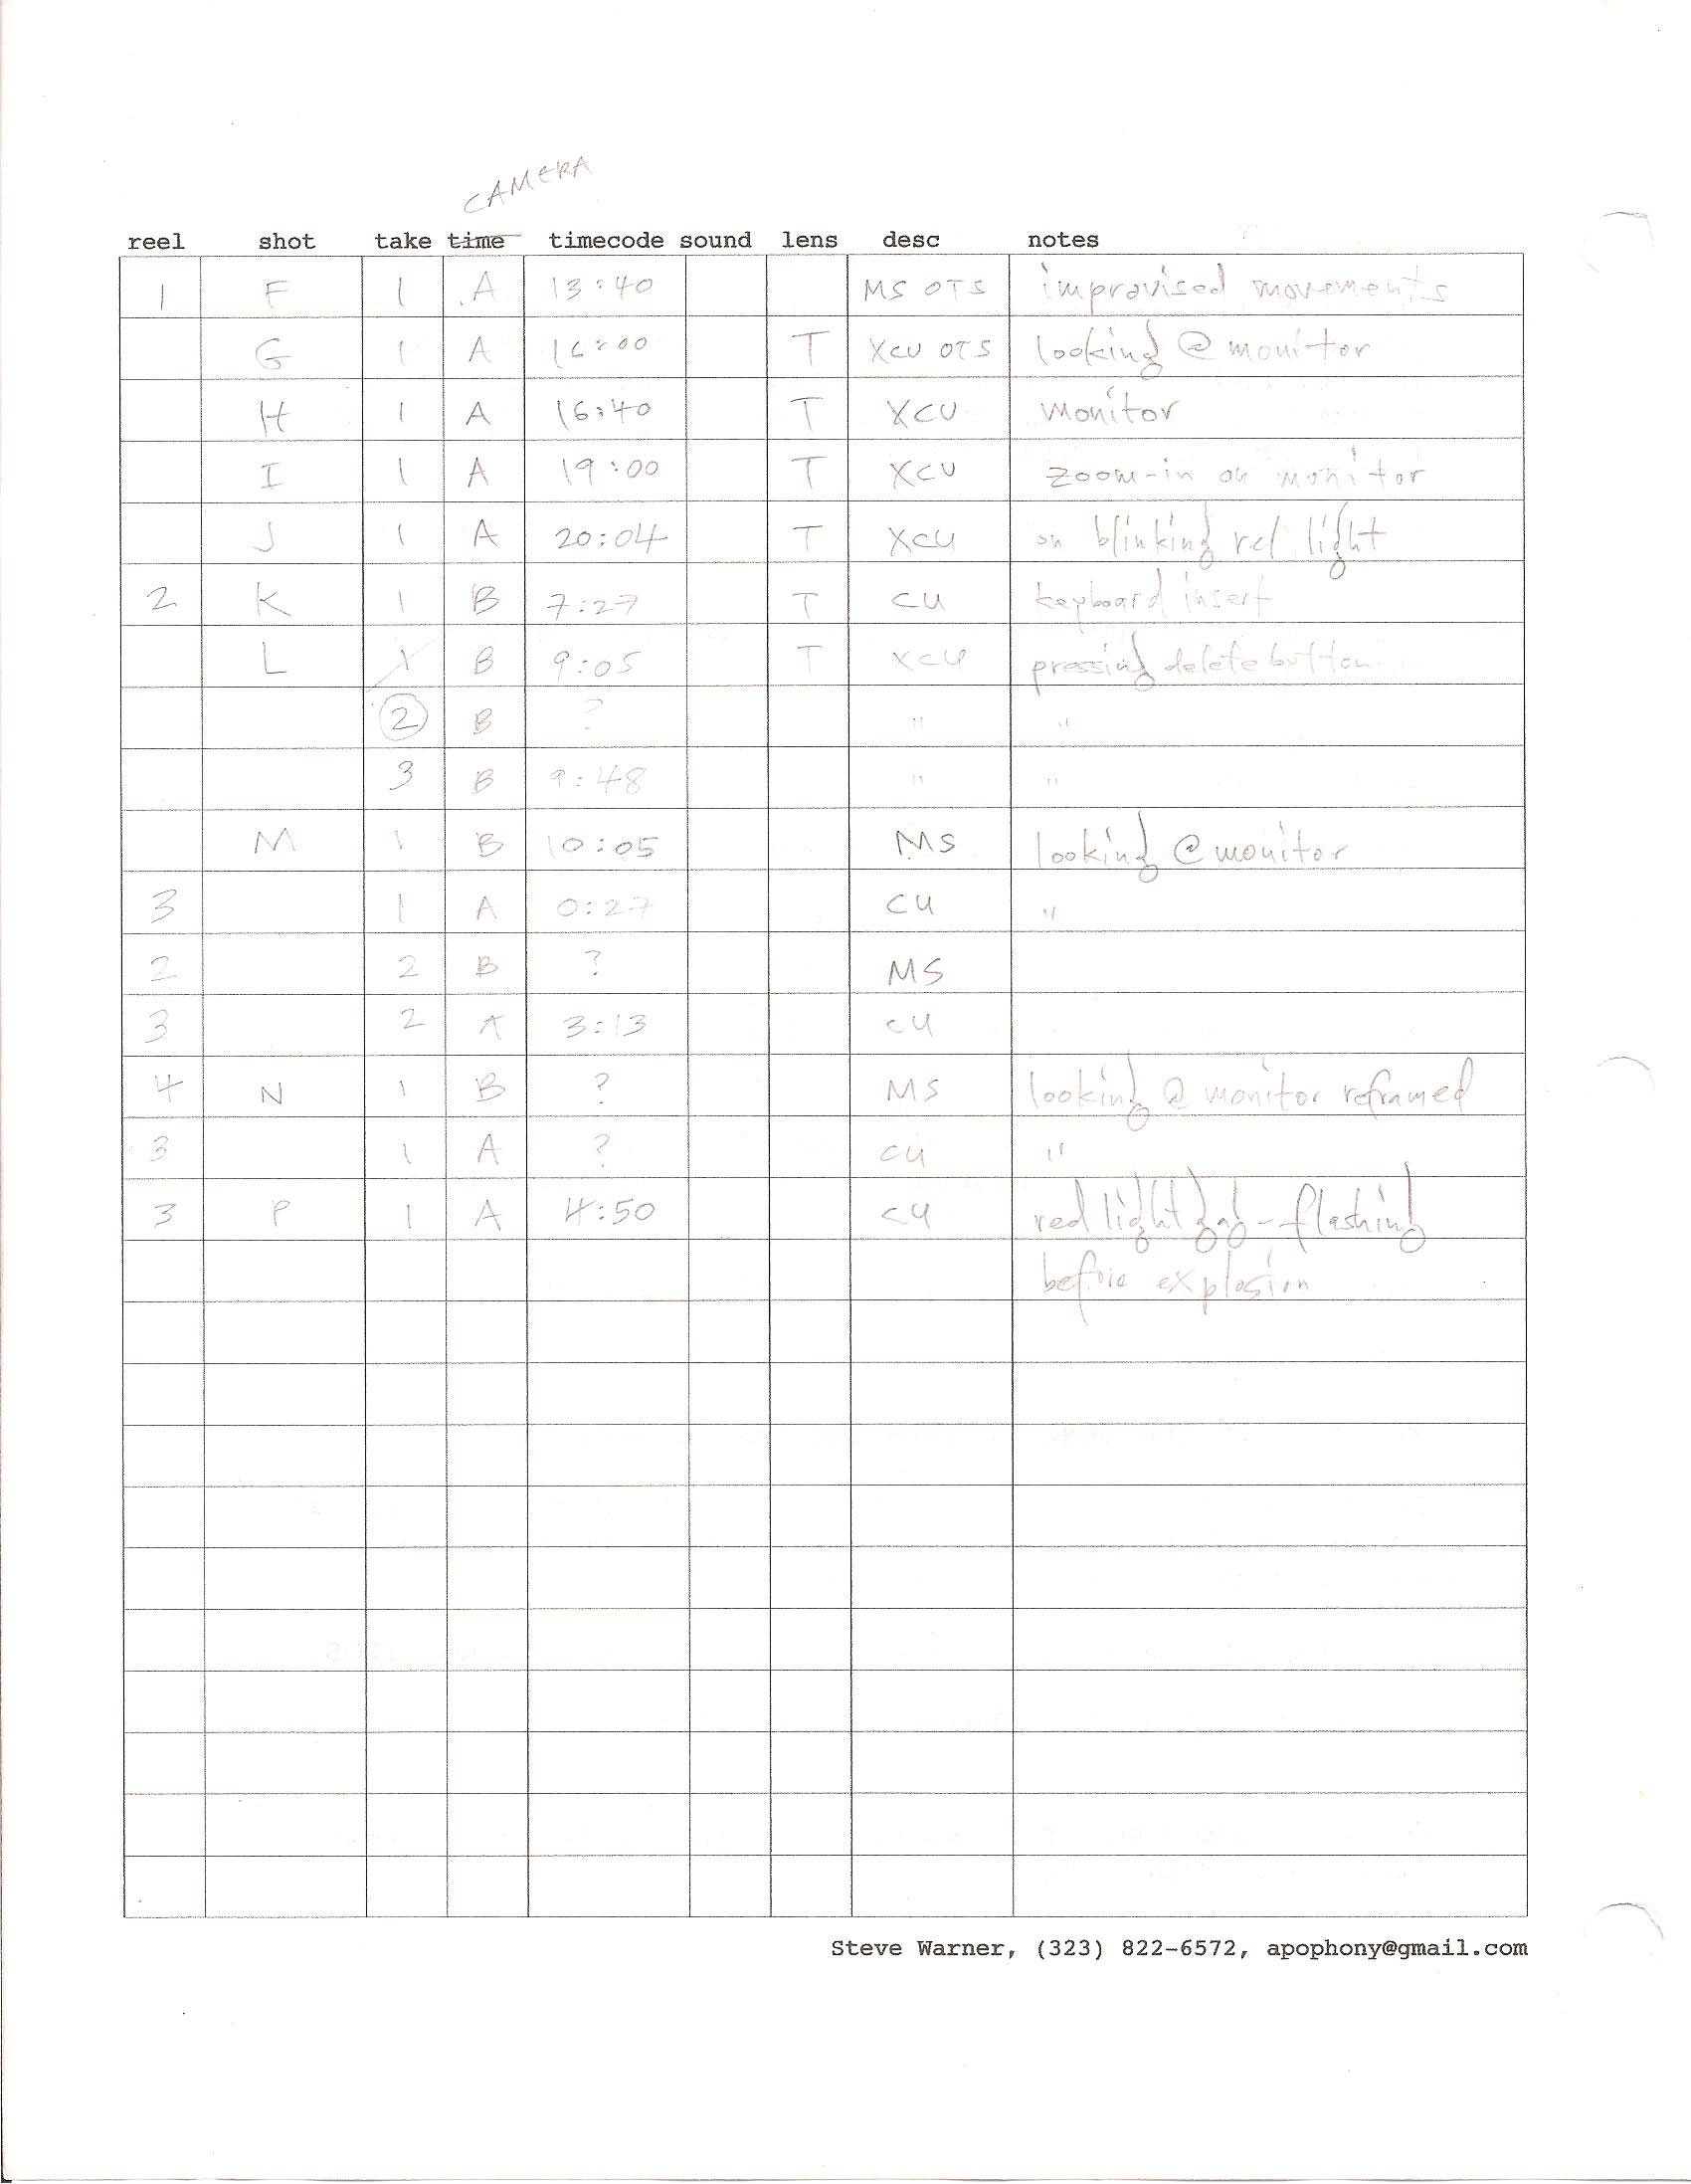 CAMERA
reel shot take time timecode sound lens desc notes
1 F 1 A 13:40 MS OTS improvised movements
G 1 A 16:00 T XCU OTS looking @ monitor
H 1 A 16:40 T XCU monitor
I 1 A 19:00 T XCU zoom-in on monitor
J 1 A 20:04 T XCU on blinking red light
2 K 1 B 7:27 T CU keyboard insert
L 1 B 9:05 T XCU pressing delete button
2 B ? " "
3 B 9:48 " "
M 1 B 10:05 MS looking @ monitor
3 1 A 0:27 CU "
2 2 B ? MS
3 2 A 3:13 CU
4 N 1 B ? MS looking @ monitor reframed
3 1 A ? CU "
3 P 1 A 4:50 CU red light gag - flashing
before explosion
Steve Warner, (323) 822-6572, apophony@gmail.com